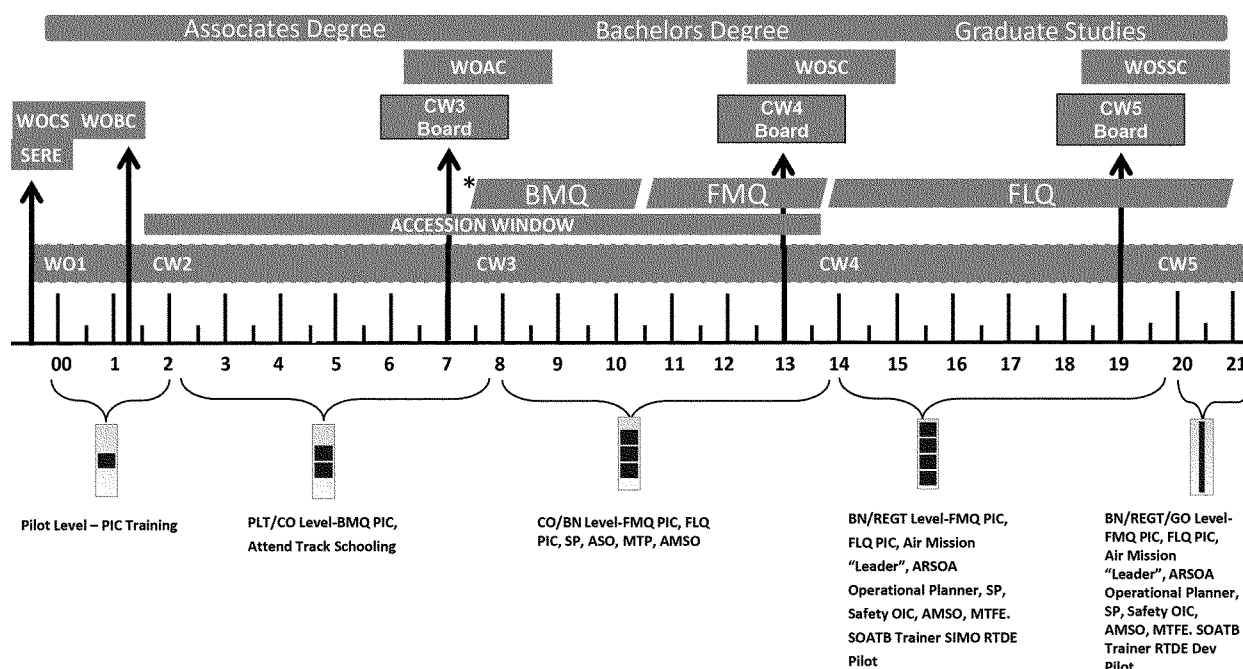 Associates Degree Bachelors Degree Graduate Studies
WOAC WOSC WOSSC
CW3
Board
CW4
Board
CW5
Board
WOCS WOBC
SERE
* BMQ FMQ FLQ
ACCESSION WINDOW
WO1 CW2 CW3 CW4 CW5
00 1 2 3 4 5 6 7 8 9 10 11 12 13 14 15 16 17 18 19 20 21
Pilot Level – PIC Training
PLT/CO Level-BMQ PIC,
Attend Track Schooling
CO/BN Level-FMQ PIC, FLQ
PIC, SP, ASO, MTP, AMSO
BN/REGT Level-FMQ PIC,
FLQ PIC, Air Mission
“Leader”, ARSOA
Operational Planner, SP,
Safety OIC, AMSO, MTFE.
SOATB Trainer SIMO RTDE
Pilot
BN/REGT/GO Level-
FMQ PIC, FLQ PIC,
Air Mission
“Leader”, ARSOA
Operational Planner,
SP, Safety OIC,
AMSO, MTFE. SOATB
Trainer RTDE Dev
Pilot